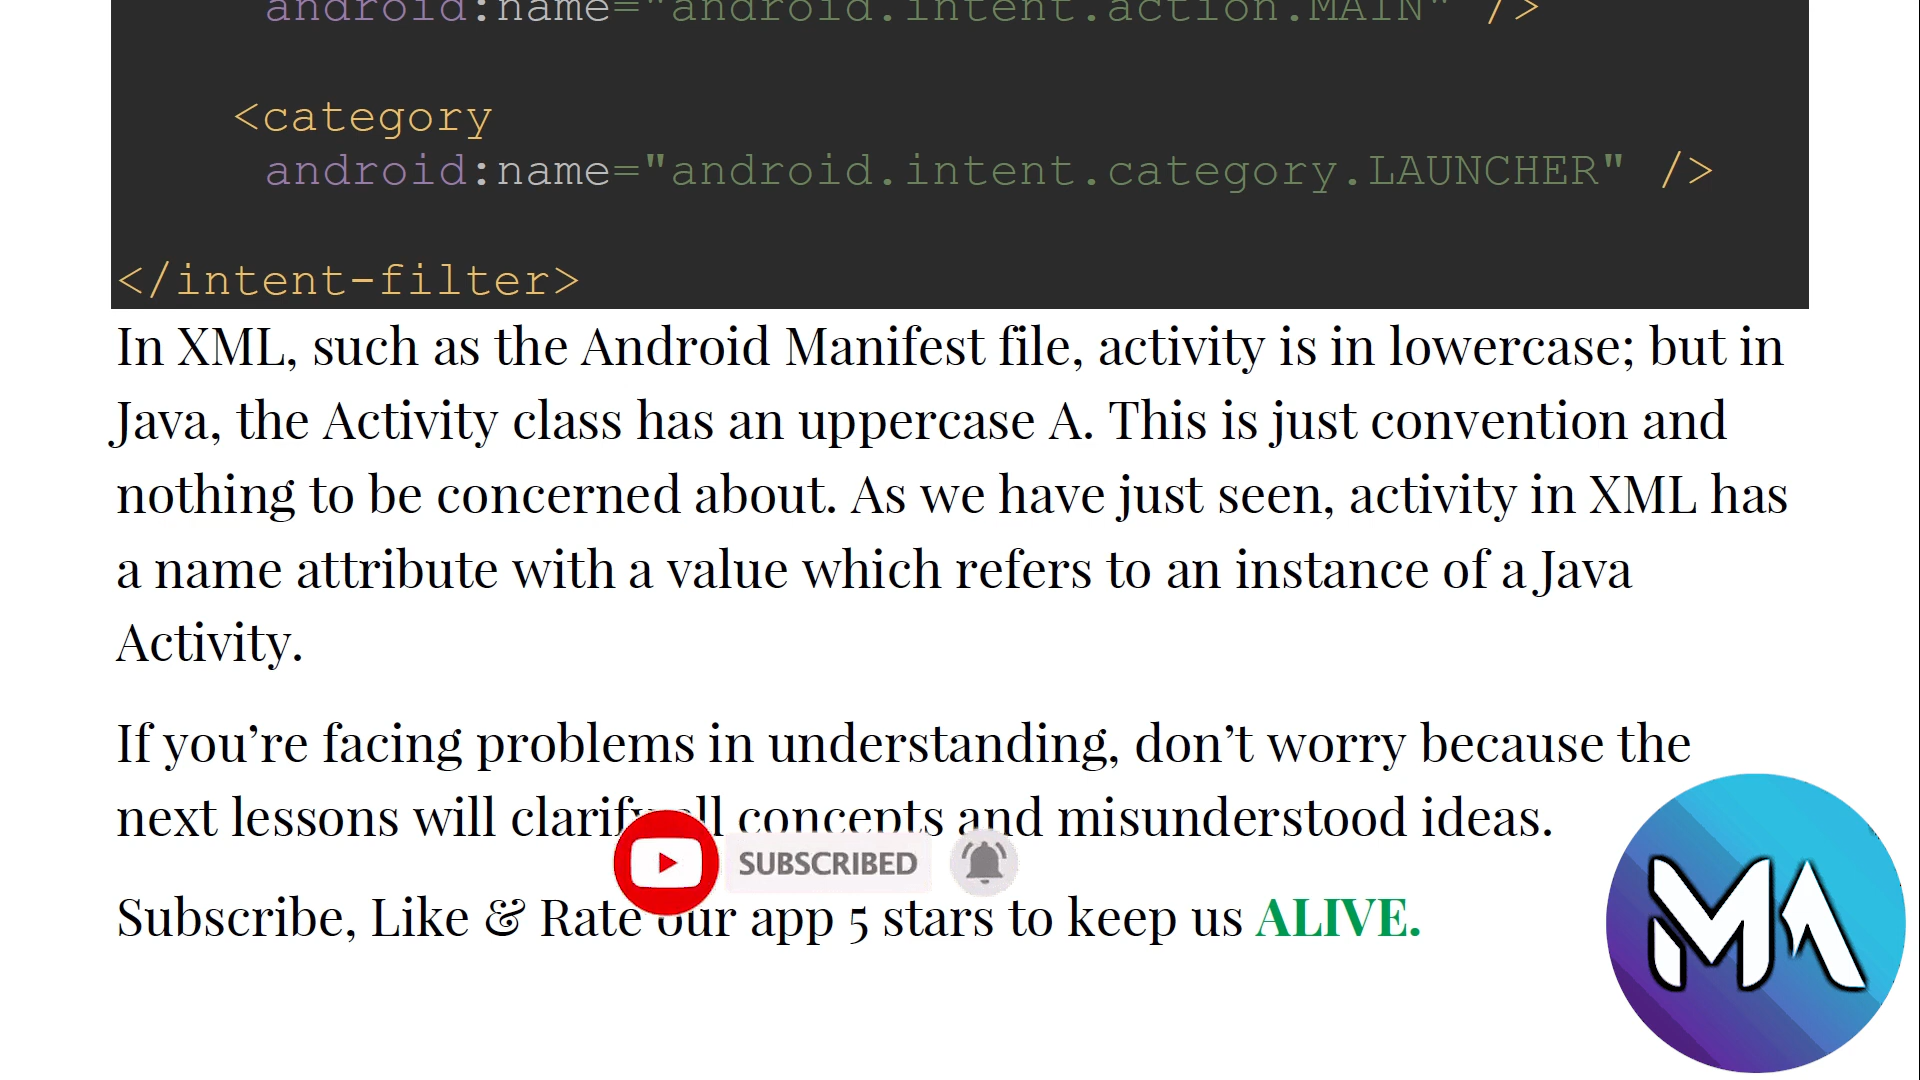 android:name="android.intent.action.MAIN" />
<category
android:name="android.intent.category.LAUNCHER" />
</intent-filter>
In XML, such as the Android Manifest file, activity is in lowercase; but in
Java, the Activity class has an uppercase A. This is just convention and
nothing to be concerned about. As we have just seen, activity in XML has
a name attribute with a value which refers to an instance of a Java
Activity.
If you’re facing problems in understanding, don’t worry because the
next lessons will clarify all concepts and misunderstood ideas.
SUBSCRIBED
Subscribe, Like & Rate our app 5 stars to keep us ALIVE.
MA